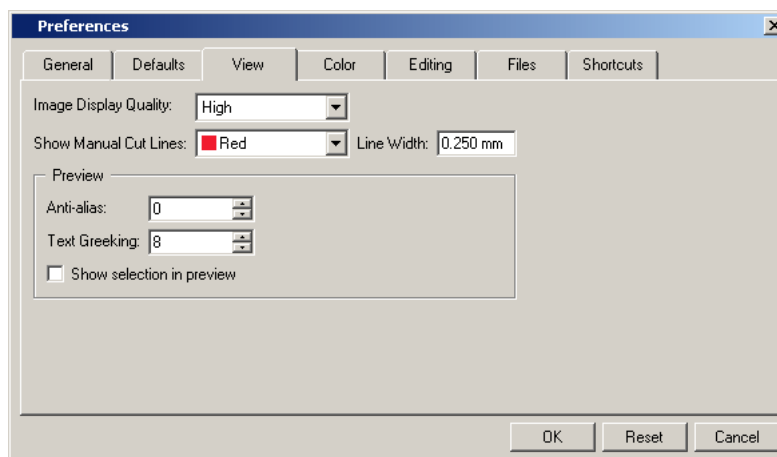 Preferences
General Defaults View Color Editing Files Shortcuts
Image Display Quality: High
Show Manual Cut Lines: Red Line Width: 0.250 mm
Preview
Anti-alias: 0
Text Greeking: 8
Show selection in preview
OK Reset Cancel